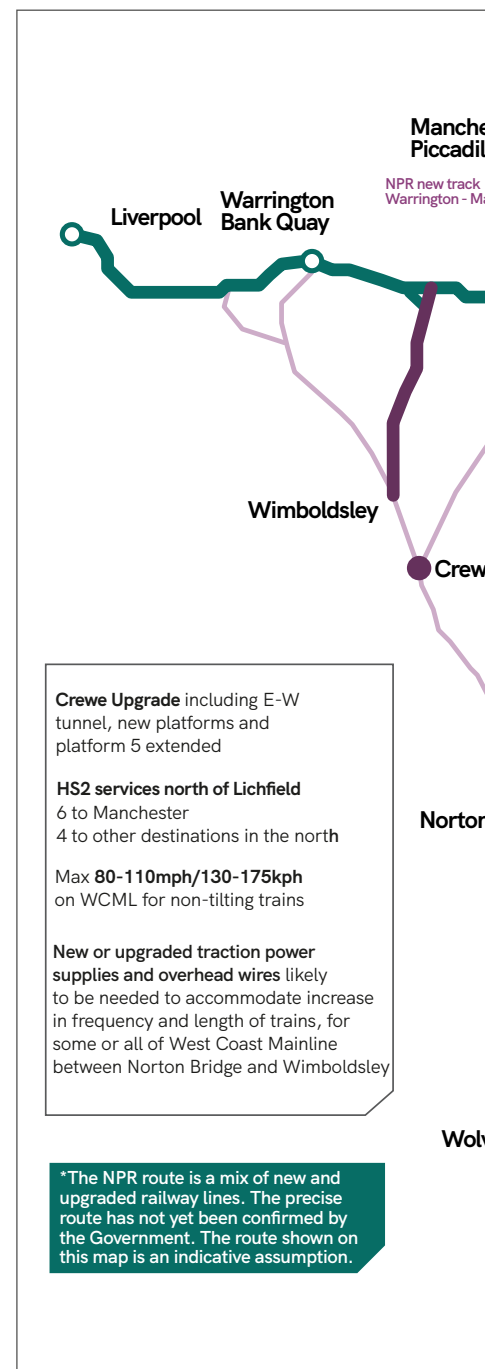 Manche
Piccadil
NPR new track
Warrington - Ma
Liverpool
Warrington
Bank Quay
Wimboldsley
Crew
Crewe Upgrade including E-W
tunnel, new platforms and
platform 5 extended
HS2 services north of Lichfield
6 to Manchester
4 to other destinations in the north
Max 80-110mph/130-175kph
on WCML for non-tilting trains
New or upgraded traction power
supplies and overhead wires likely
to be needed to accommodate increase
in frequency and length of trains, for
some or all of West Coast Mainline
between Norton Bridge and Wimboldsley
Norton
Wolv
*The NPR route is a mix of new and
upgraded railway lines. The precise
route has not yet been confirmed by
the Government. The route shown on
this map is an indicative assumption.